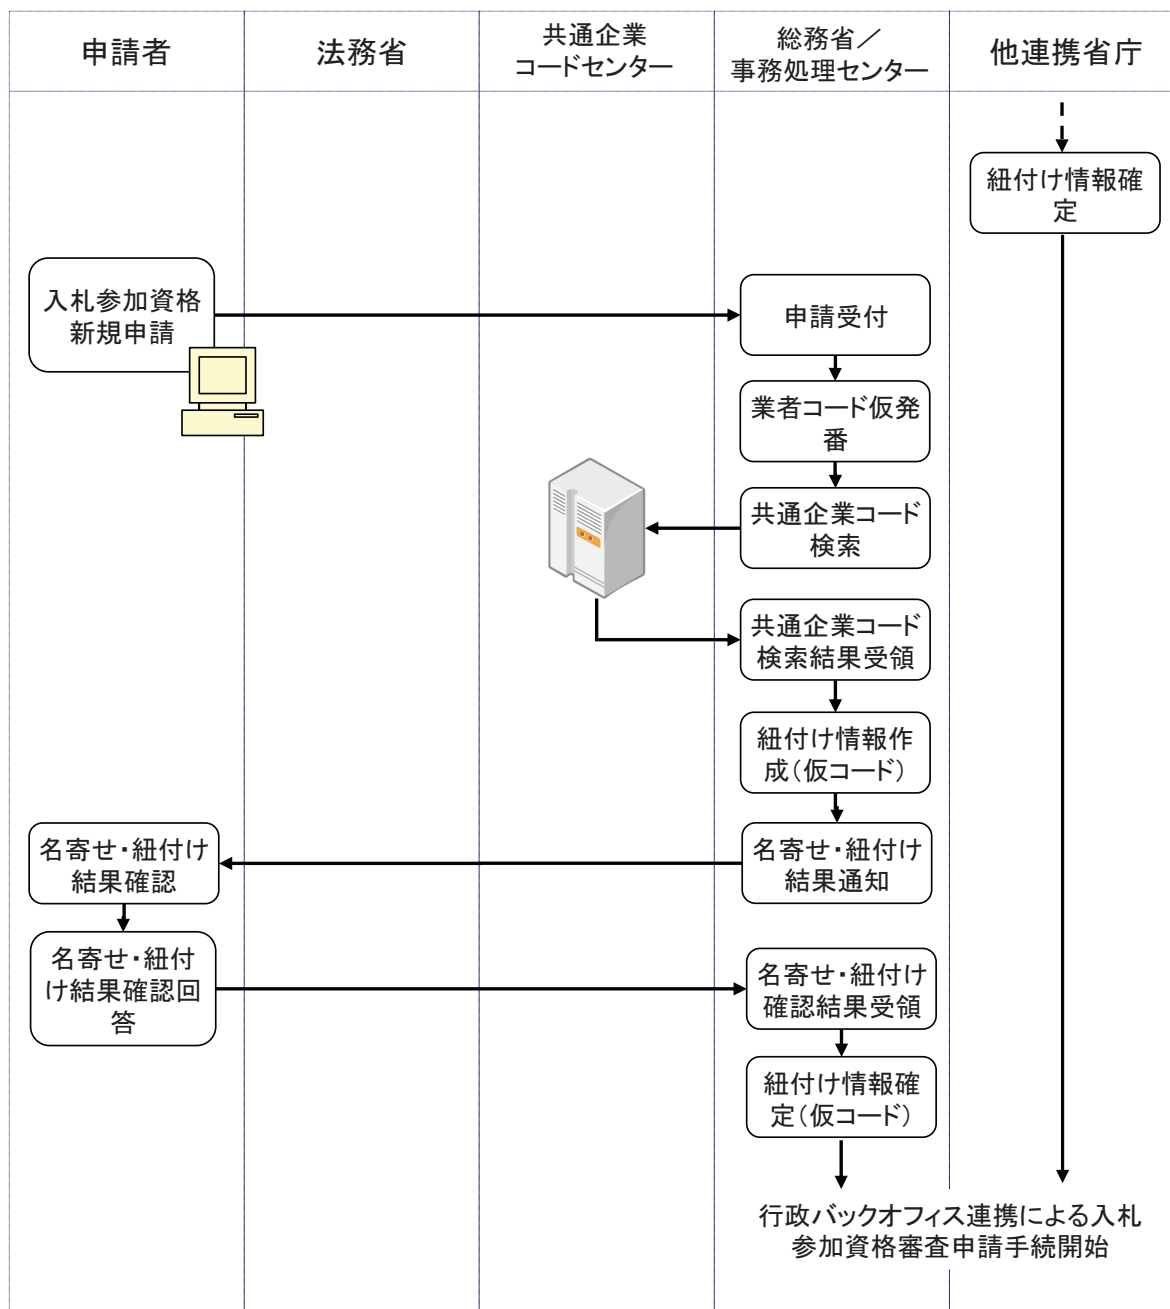 申請者
法務省
共通企業
コードセンター
総務省／
事務処理センター
他連携省庁
紐付け情報確
定
入札参加資格
新規申請
申請受付
業者コード仮発
番
共通企業コード
検索
共通企業コード
検索結果受領
紐付け情報作
成（仮コード）
名寄せ・紐付け
結果確認
名寄せ・紐付け
結果通知
名寄せ・紐付
け結果確認回
答
名寄せ・紐付け
確認結果受領
紐付け情報確
定（仮コード）
行政バックオフィス連携による入札
参加資格審査申請手続開始